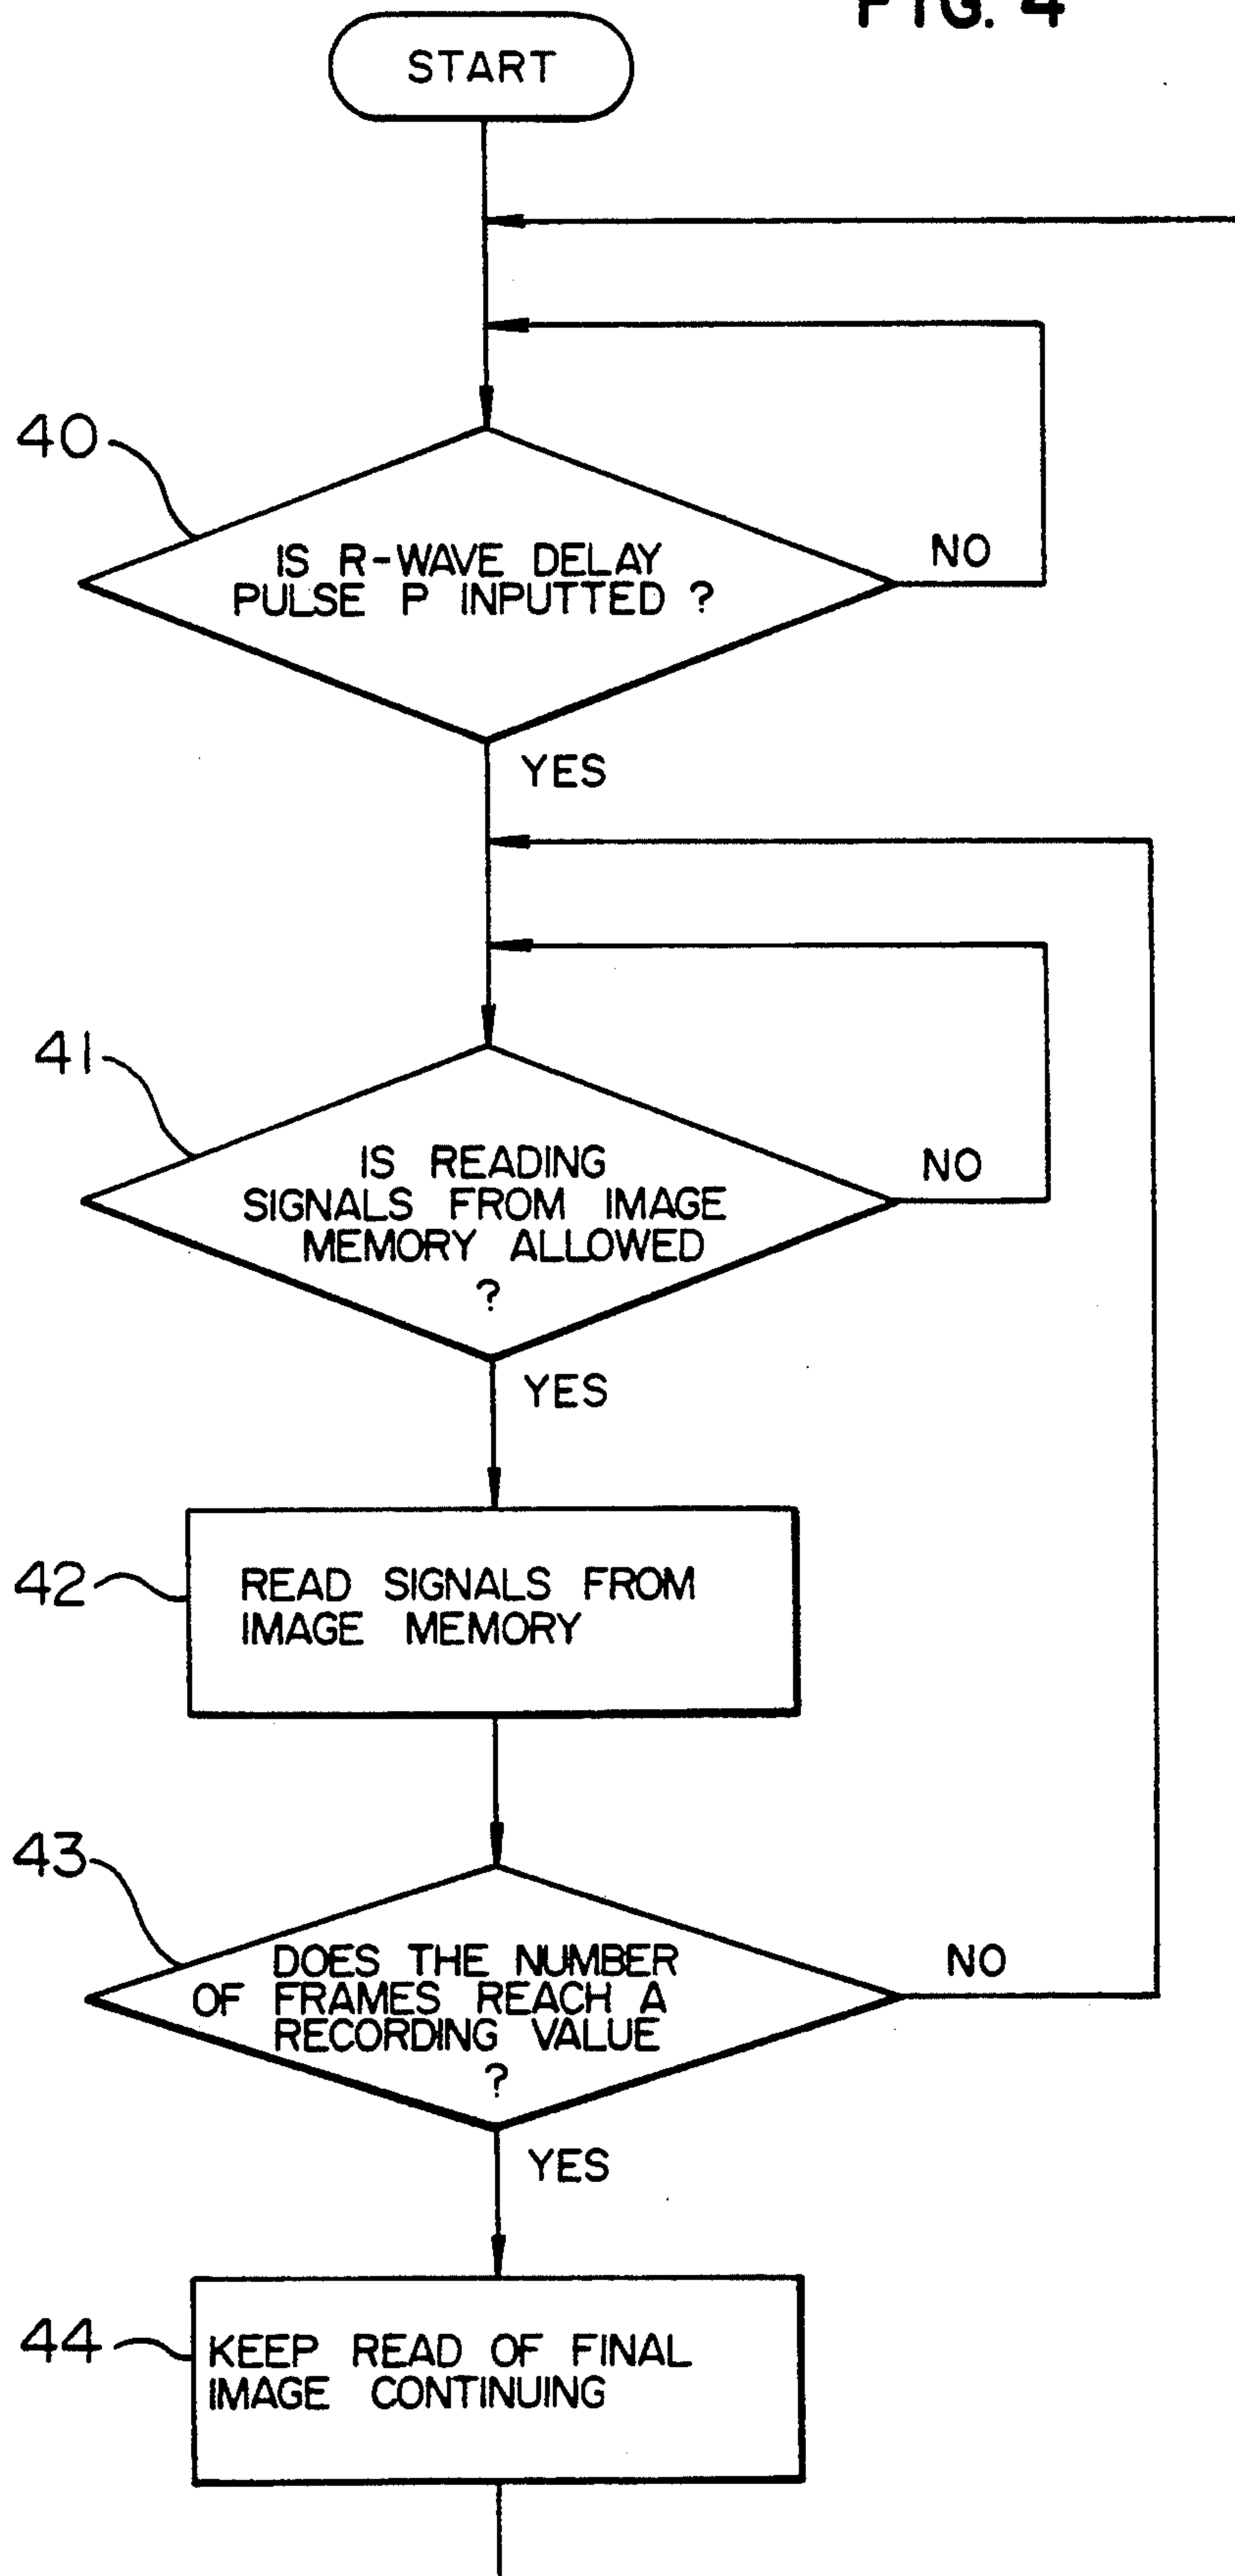 FIG. 4
START
40
IS R-WAVE DELAY
PULSE P INPUTTED ?
NO
YES
41
IS READING
SIGNALS FROM IMAGE
MEMORY ALLOWED
?
NO
YES
42
READ SIGNALS FROM
IMAGE MEMORY
43
DOES THE NUMBER
OF FRAMES REACH A
RECORDING VALUE
?
NO
YES
44
KEEP READ OF FINAL
IMAGE CONTINUING